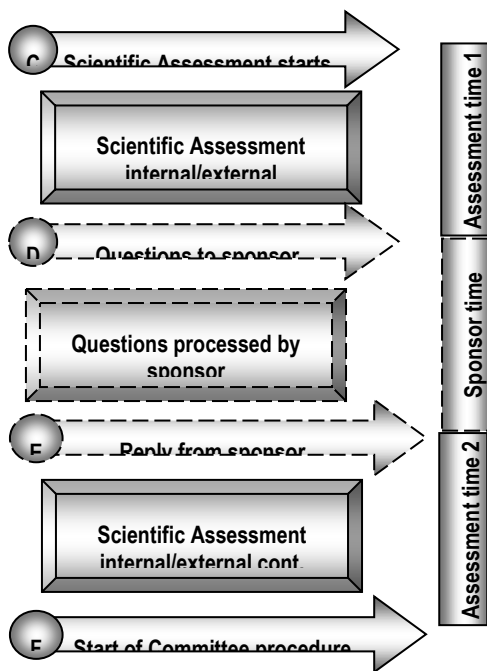 C Scientific Assessment starts
Scientific Assessment
internal/external
D Questions to sponsor
Questions processed by
sponsor
E Reply from sponsor
Scientific Assessment
internal/external cont.
F Start of Committee procedure
Assessment time 1
Sponsor time
Assessment time 2